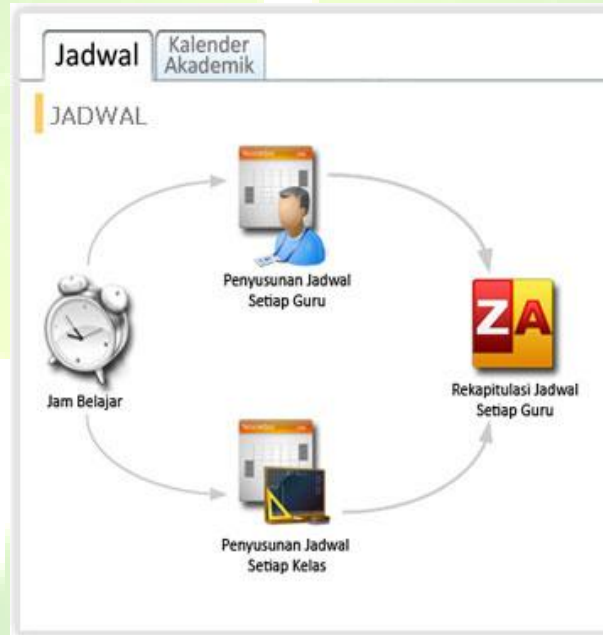 Jadwal
Kalender
Akademik
JADWAL
Penyusunan Jadwal
Setiap Guru
Jam Belajar
ZA
Rekapitulasi Jadwal
Setiap Guru
Penyusunan Jadwal
Setiap Kelas